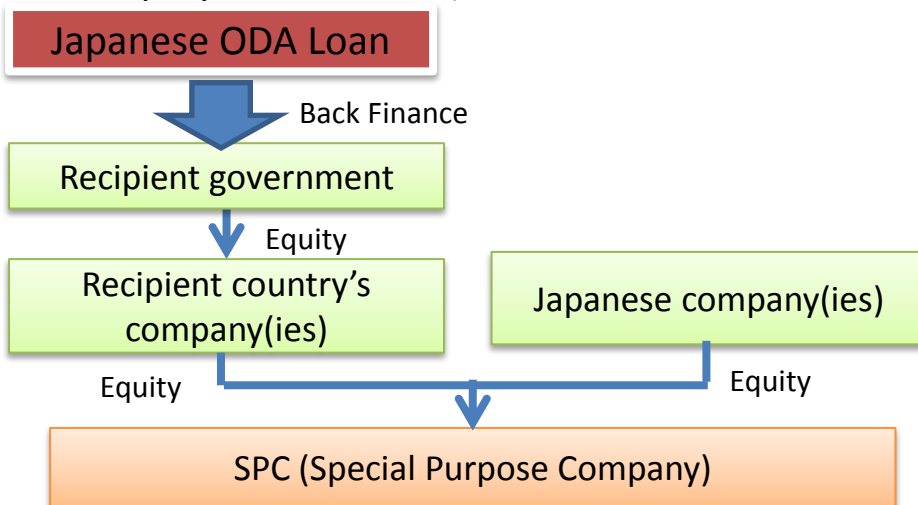 Japanese ODA Loan
Back Finance
Recipient government
Equity
Recipient country’s
company(ies)
Japanese company(ies)
Equity
Equity
SPC (Special Purpose Company)